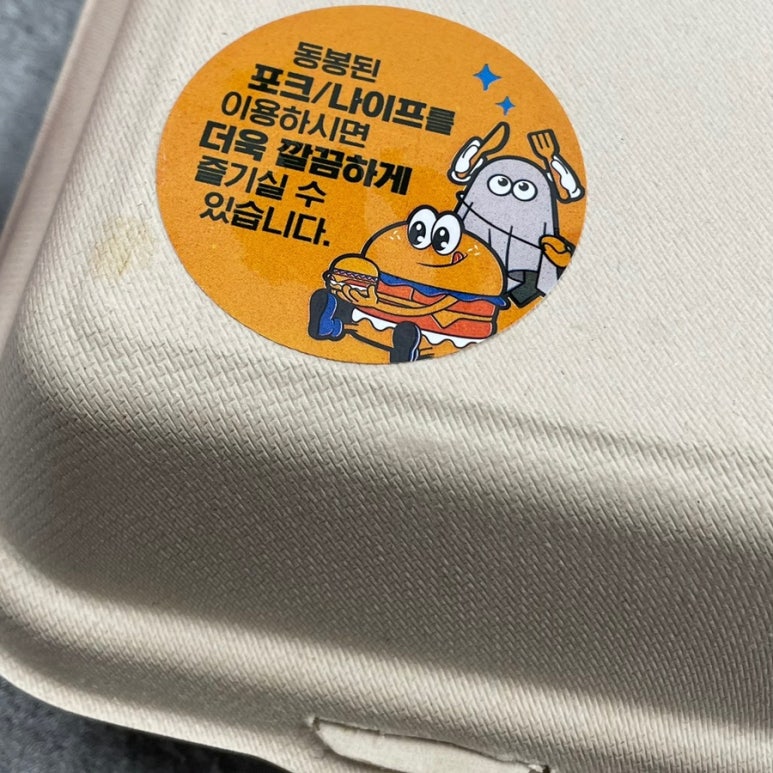 동봉된
포크/나이프를
이용하시면
더욱 깔끔하게
즐기실 수
있습니다.